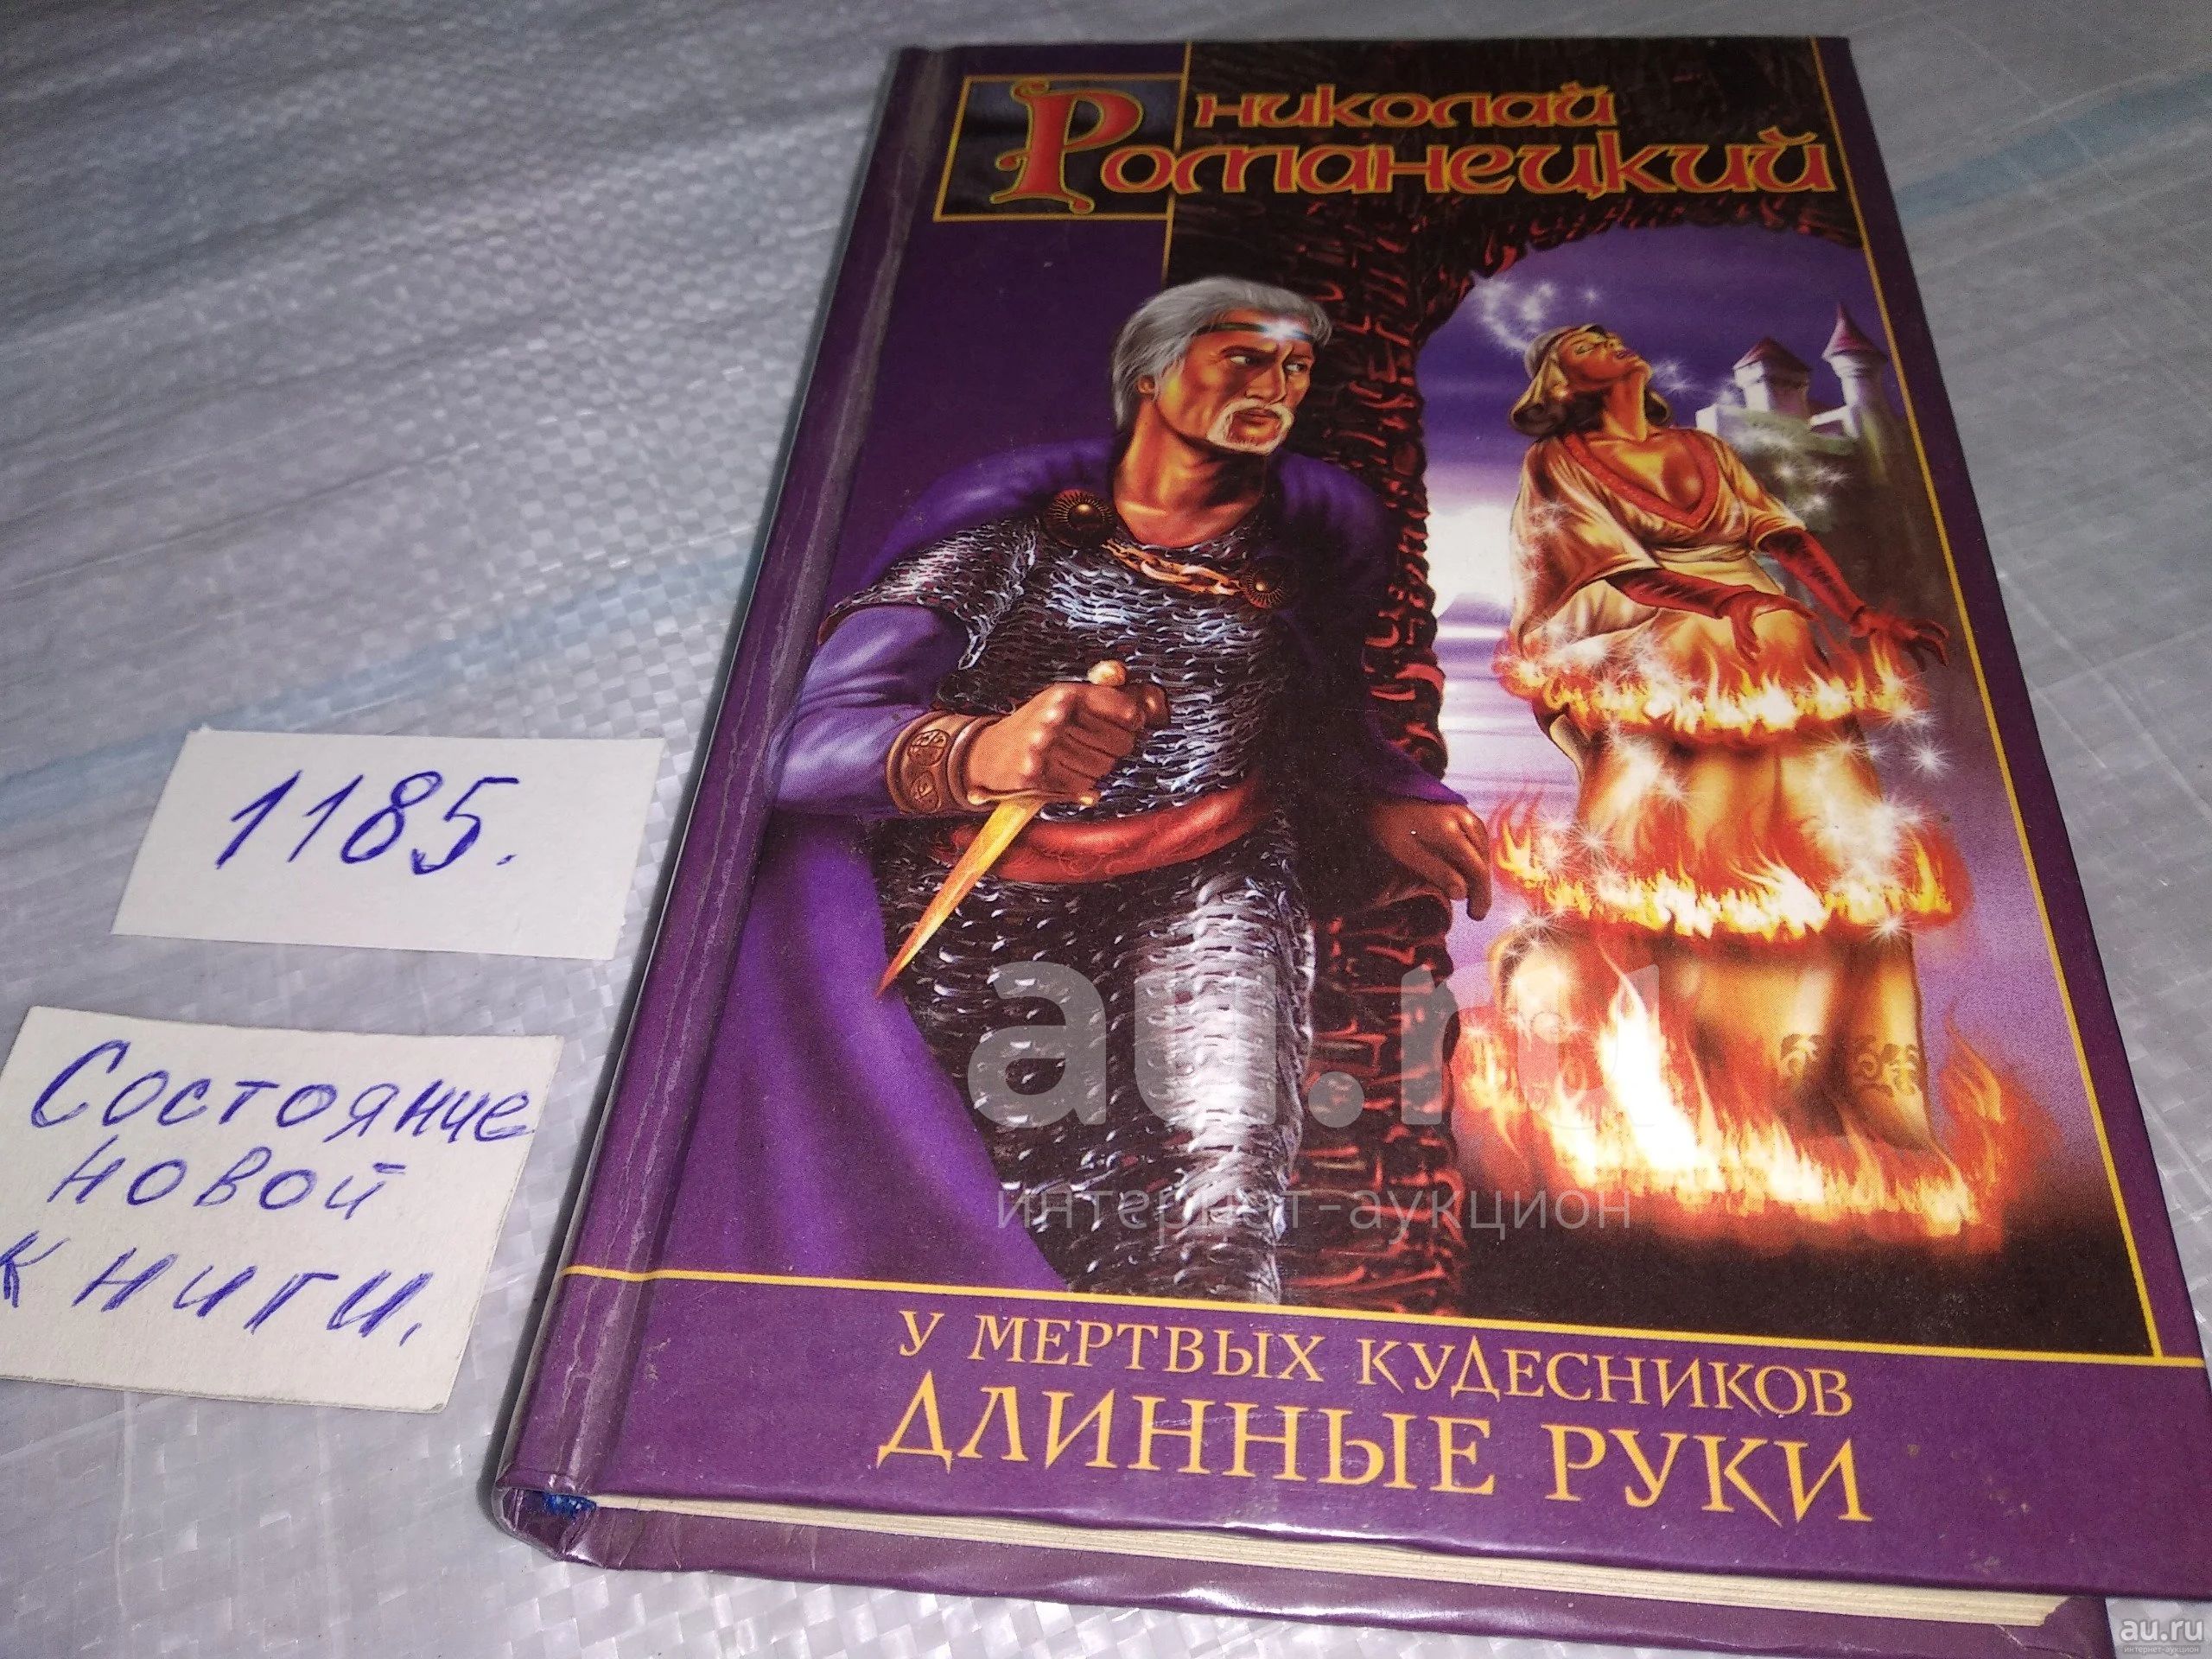 Николай
Романецкий
1185.
Состояние
новой
книги.
au.ru
интернет-аукцион
У МЕРТВЫХ КУДЕСНИКОВ
ДЛИННЫЕ РУКИ
au.ru
интернет-аукцион